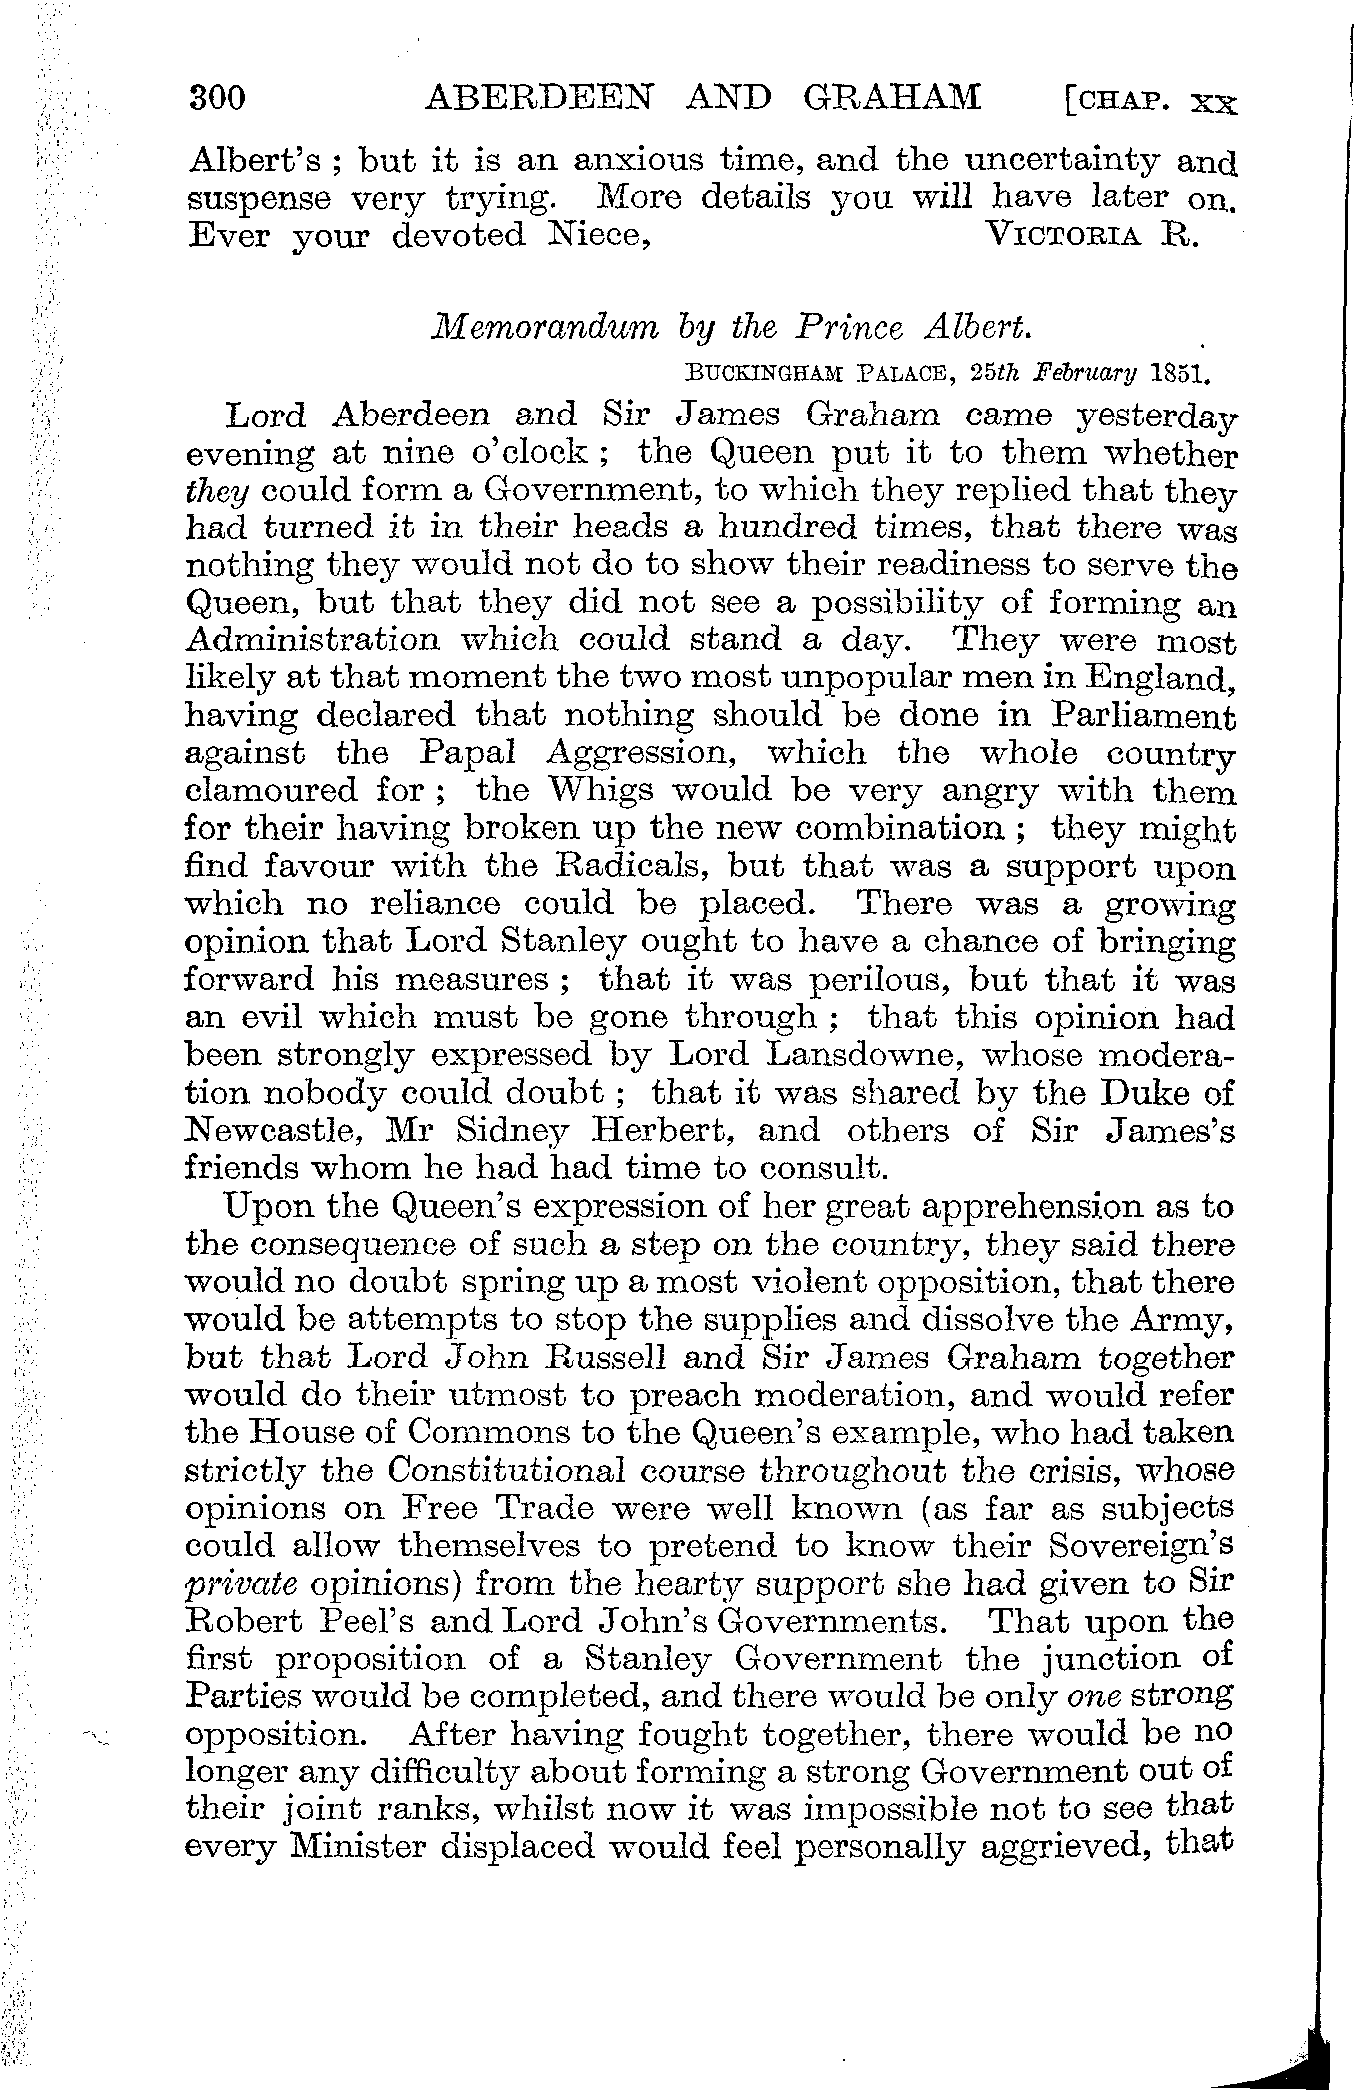 300 ABERDEEN AND GRAHAM [CHAP. XX
Albert's ; but it is an anxious time, and the uncertainty and
suspense very trying. More details you will have later on.
Ever your devoted Niece, VICTORIA R.
Memorandum by the Prince Albert.
BUCKINGHAM PALACE, 25th February 1851.
Lord Aberdeen and Sir James Graham came yesterday
evening at nine o'clock ; the Queen put it to them whether
they could form a Government, to which they replied that they
had turned it in their heads a hundred times, that there was
nothing they would not do to show their readiness to serve the
Queen, but that they did not see a possibility of forming an
Administration which could stand a day. They were most
likely at that moment the two most unpopular men in England,
having declared that nothing should be done in Parliament
against the Papal Aggression, which the whole country
clamoured for ; the Whigs would be very angry with them
for their having broken up the new combination ; they might
find favour with the Radicals, but that was a support upon
which no reliance could be placed. There was a growing
opinion that Lord Stanley ought to have a chance of bringing
forward his measures ; that it was perilous, but that it was
an evil which must be gone through ; that this opinion had
been strongly expressed by Lord Lansdowne, whose modera-
tion nobody could doubt ; that it was shared by the Duke of
Newcastle, Mr Sidney Herbert, and others of Sir James's
friends whom he had had time to consult.
Upon the Queen's expression of her great apprehension as to
the consequence of such a step on the country, they said there
would no doubt spring up a most violent opposition, that there
would be attempts to stop the supplies and dissolve the Army,
but that Lord John Russell and Sir James Graham together
would do their utmost to preach moderation, and would refer
the House of Commons to the Queen's example, who had taken
strictly the Constitutional course throughout the crisis, whose
opinions on Free Trade were well known (as far as subjects
could allow themselves to pretend to know their Sovereign's
private opinions) from the hearty support she had given to Sir
Robert Peel's and Lord John's Governments. That upon the
first proposition of a Stanley Government the junction of
Parties would be completed, and there would be only one strong
opposition. After having fought together, there would be no
longer any difficulty about forming a strong Government out of
their joint ranks, whilst now it was impossible not to see that
every Minister displaced would feel personally aggrieved, that